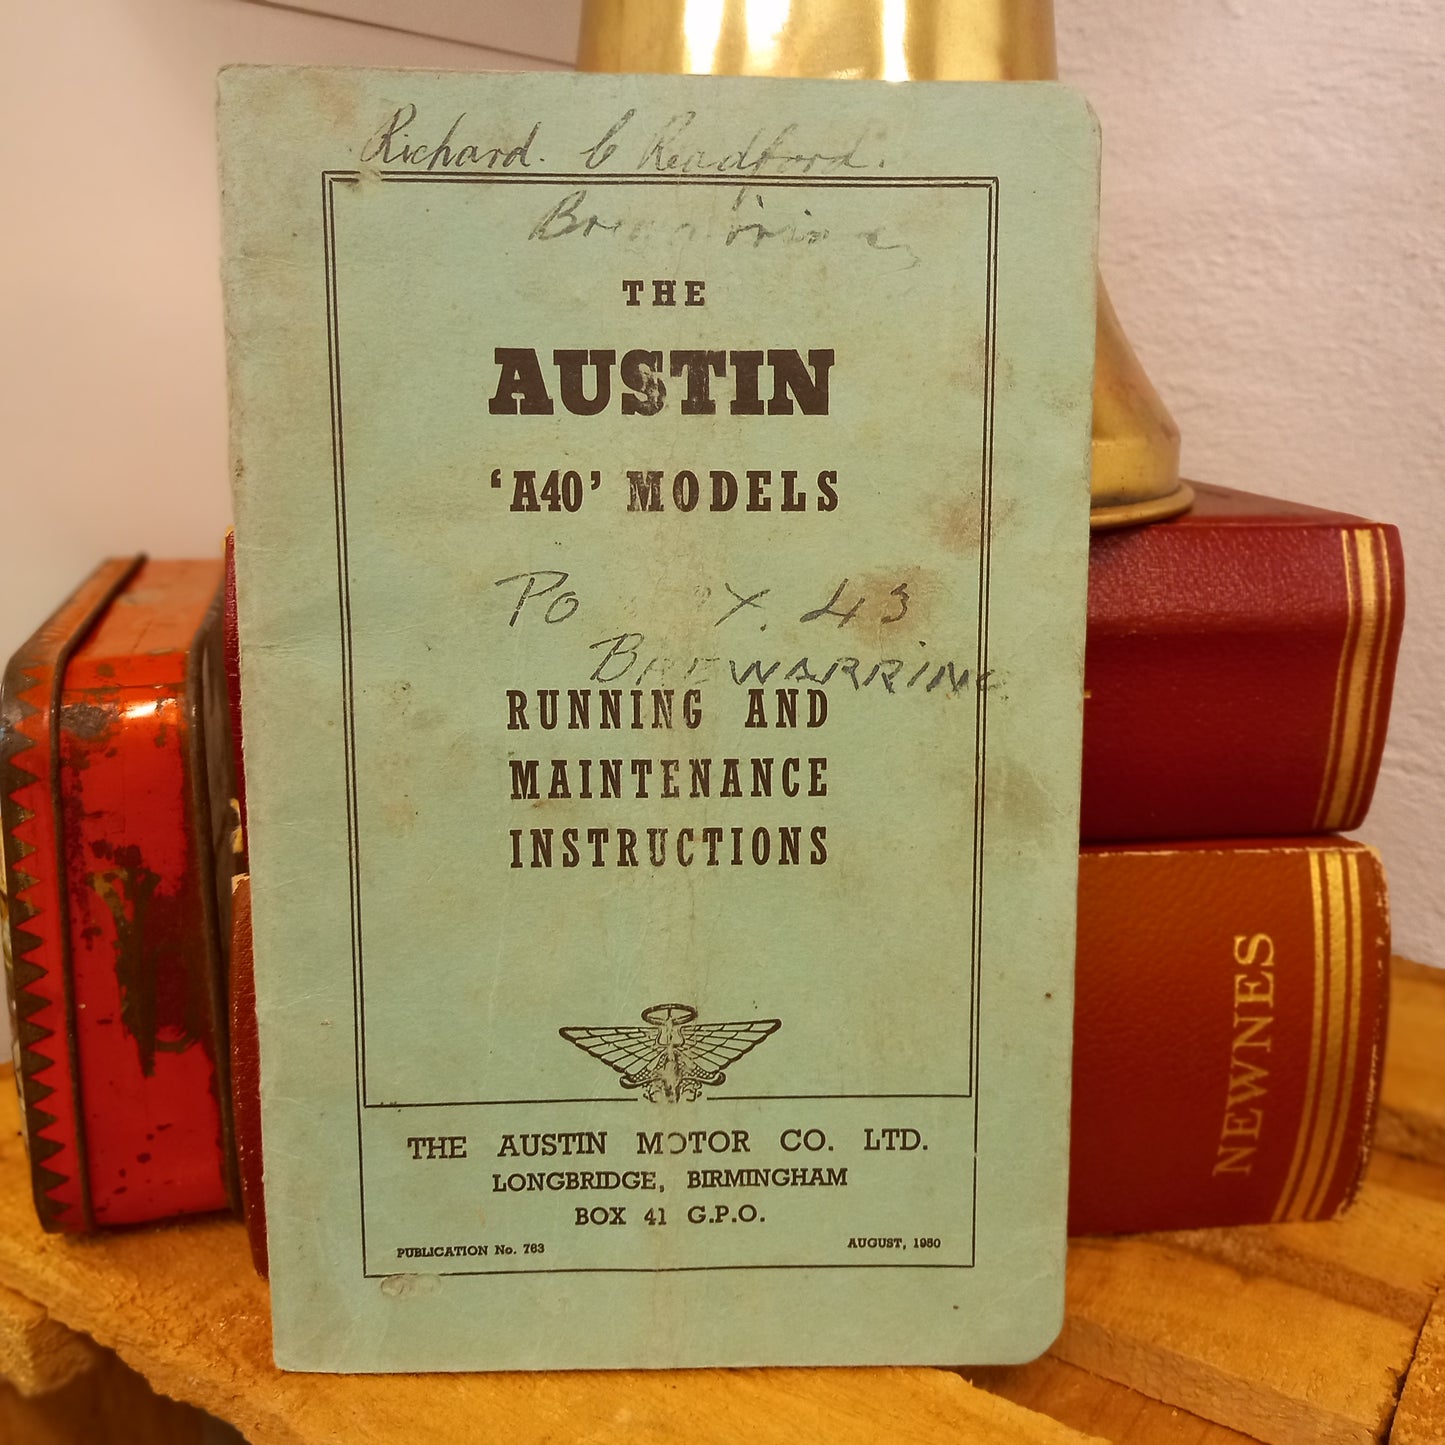 Richard. C Readford.
THE
AUSTIN
‘A40’ MODELS
PO 43
BREWARRINA
RUNNING AND
MAINTENANCE
INSTRUCTIONS
THE AUSTIN MOTOR CO. LTD.
LONGBRIDGE, BIRMINGHAM
BOX 41 G.P.O.
PUBLICATION No. 763
AUGUST, 1950
NEWNES